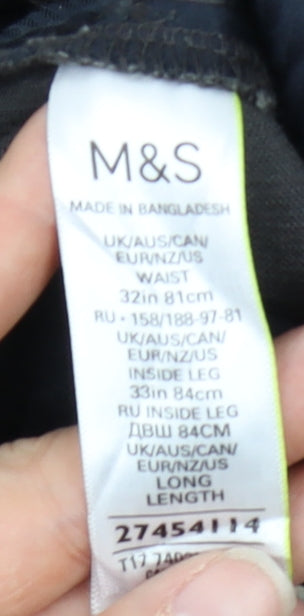 M&S
MADE IN BANGLADESH
UK/AUS/CAN/
EUR/NZ/US
WAIST
32in 81cm
RU - 158/188-97-81
UK/AUS/CAN/
EUR/NZ/US
INSIDE LEG
33in 84cm
RU INSIDE LEG
ДВШ 84CM
UK/AUS/CAN/
EUR/NZ/US
LONG
LENGTH
27454114
T17